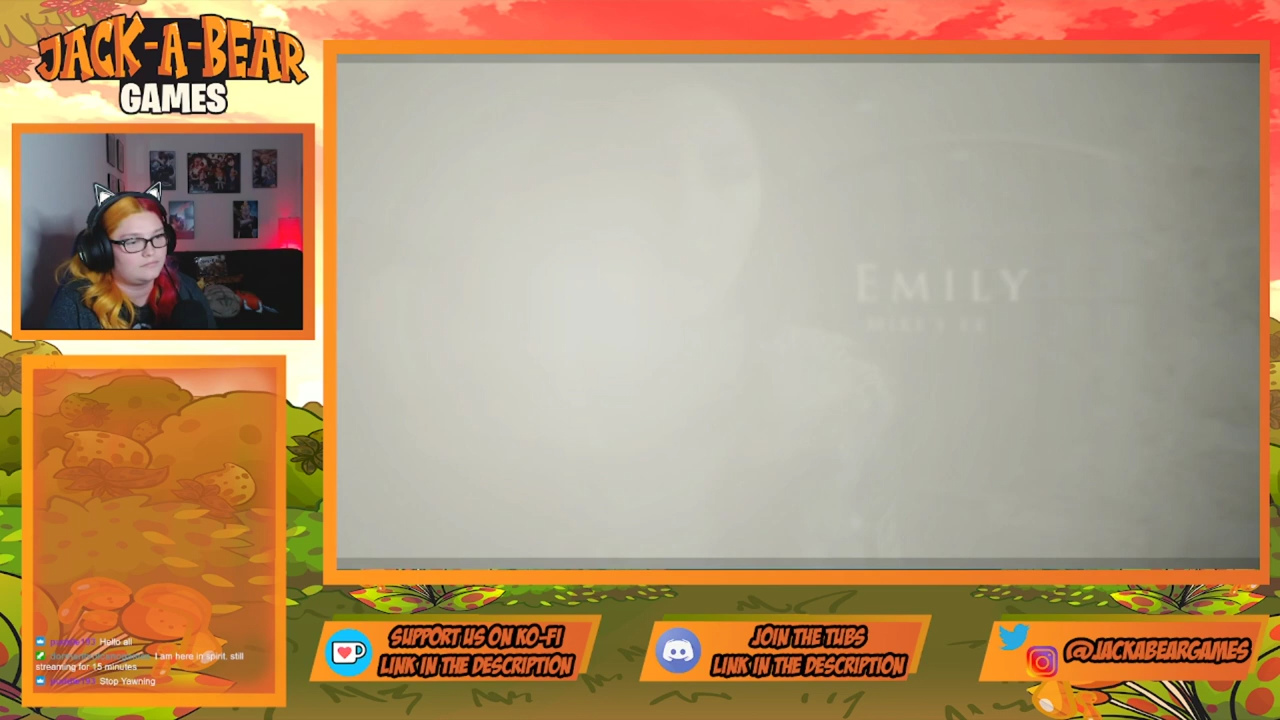 JACK-A-BEAR
GAMES
EMILY
Hello all
I am here in spirit. still
streaming for 15 minutes
Stop Yawning
SUPPORT US ON KO-FI
LINK IN THE DESCRIPTION
JOIN THE TUBS
LINK IN THE DESCRIPTION
@JACKABEARGAMES